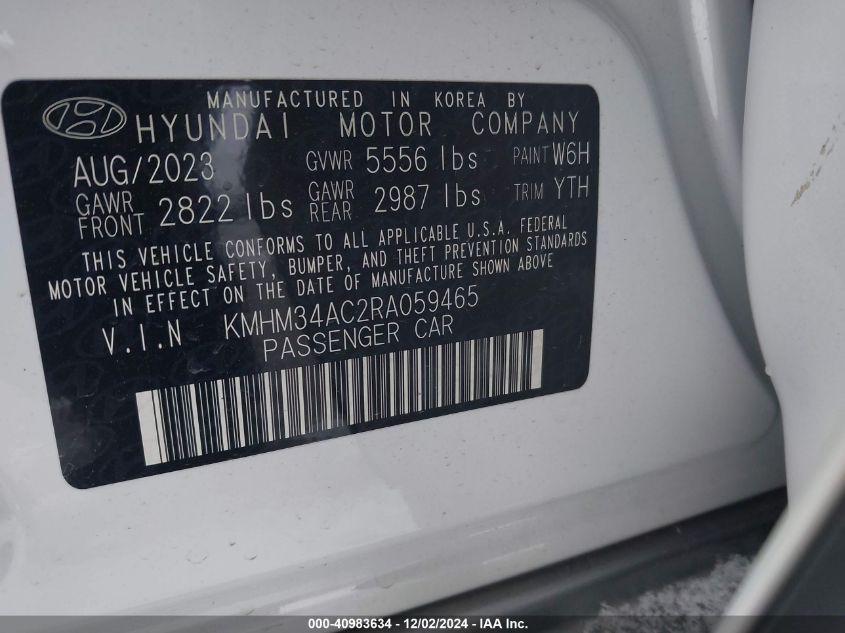 MANUFACTURED IN KOREA BY
HYUNDAI MOTOR COMPANY
AUG/2023 GVWR 5556 lbs PAINT W6H
GAWR FRONT 2822 lbs GAWR REAR 2987 lbs TRIM YTH
THIS VEHICLE CONFORMS TO ALL APPLICABLE U.S.A. FEDERAL
MOTOR VEHICLE SAFETY, BUMPER, AND THEFT PREVENTION STANDARDS
IN EFFECT ON THE DATE OF MANUFACTURE SHOWN ABOVE
V.I.N KMHM34AC2RA059465
PASSENGER CAR
000-40983634 - 12/02/2024 - IAA Inc.